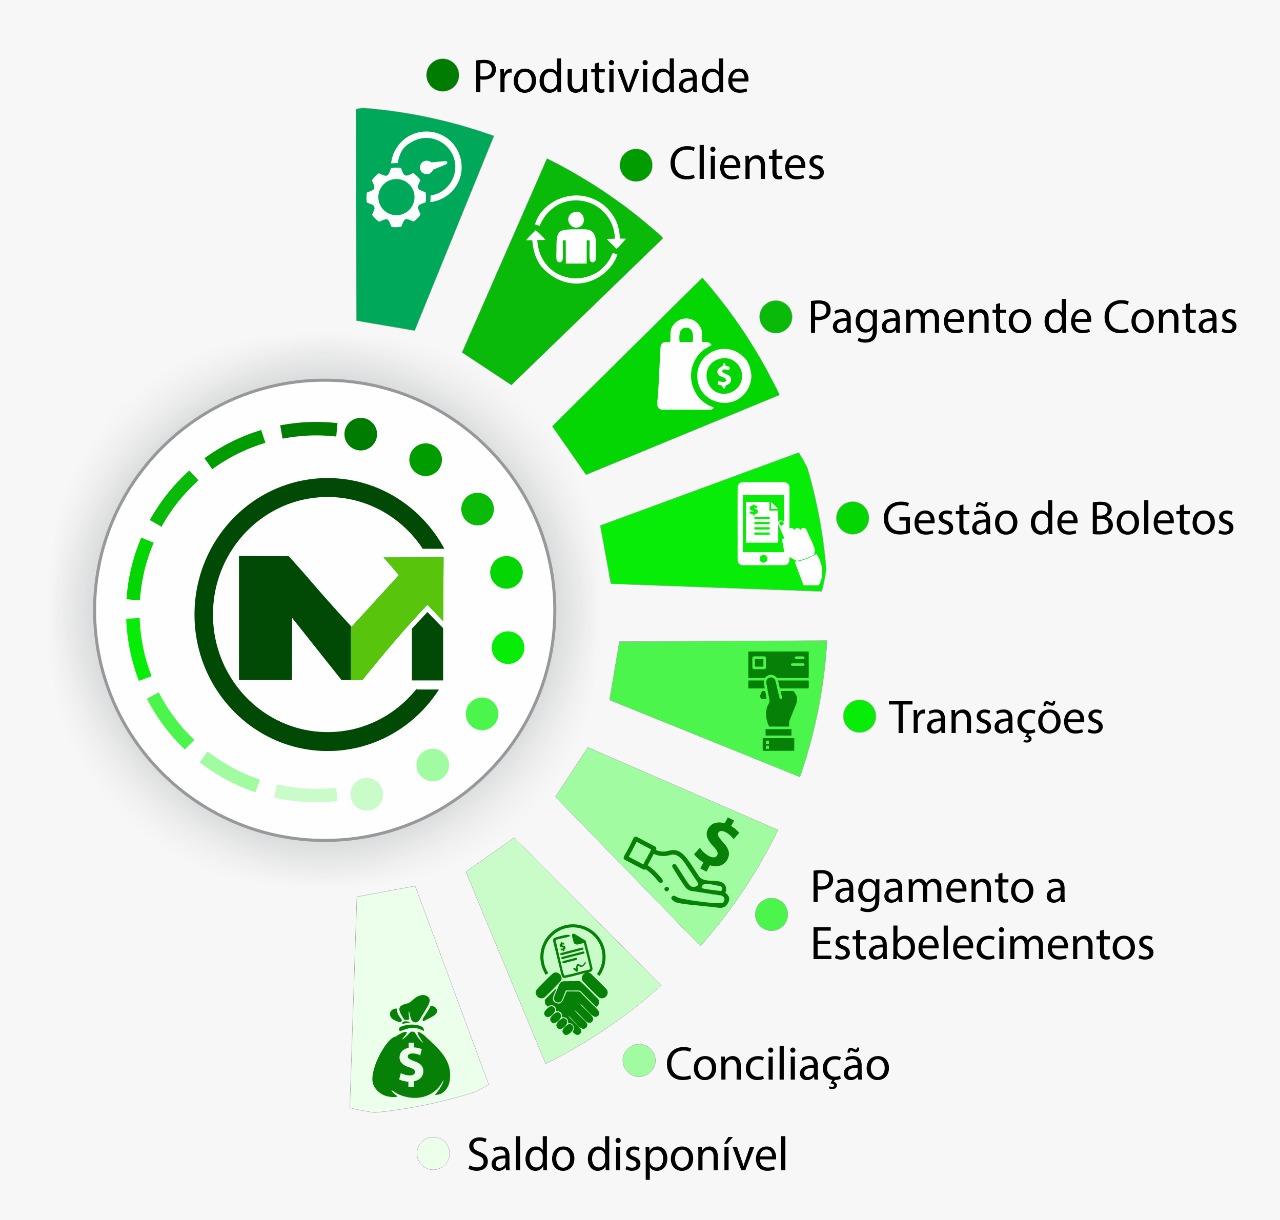 Produtividade
Clientes
Pagamento de Contas
Gestão de Boletos
Transações
Pagamento a
Estabelecimentos
Conciliação
Saldo disponível